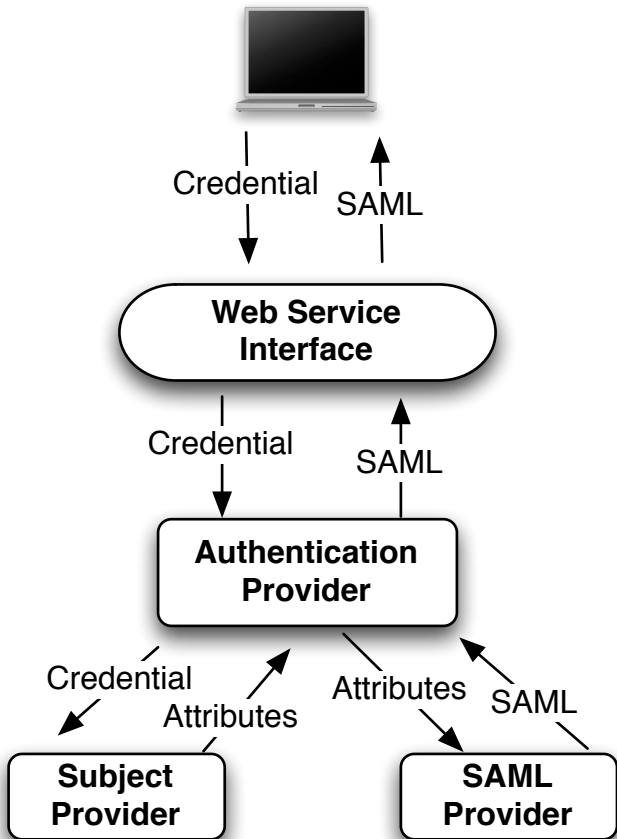 Credential
SAML
Web Service
Interface
Credential
SAML
Authentication
Provider
Credential
Attributes
Attributes
SAML
Subject
Provider
SAML
Provider